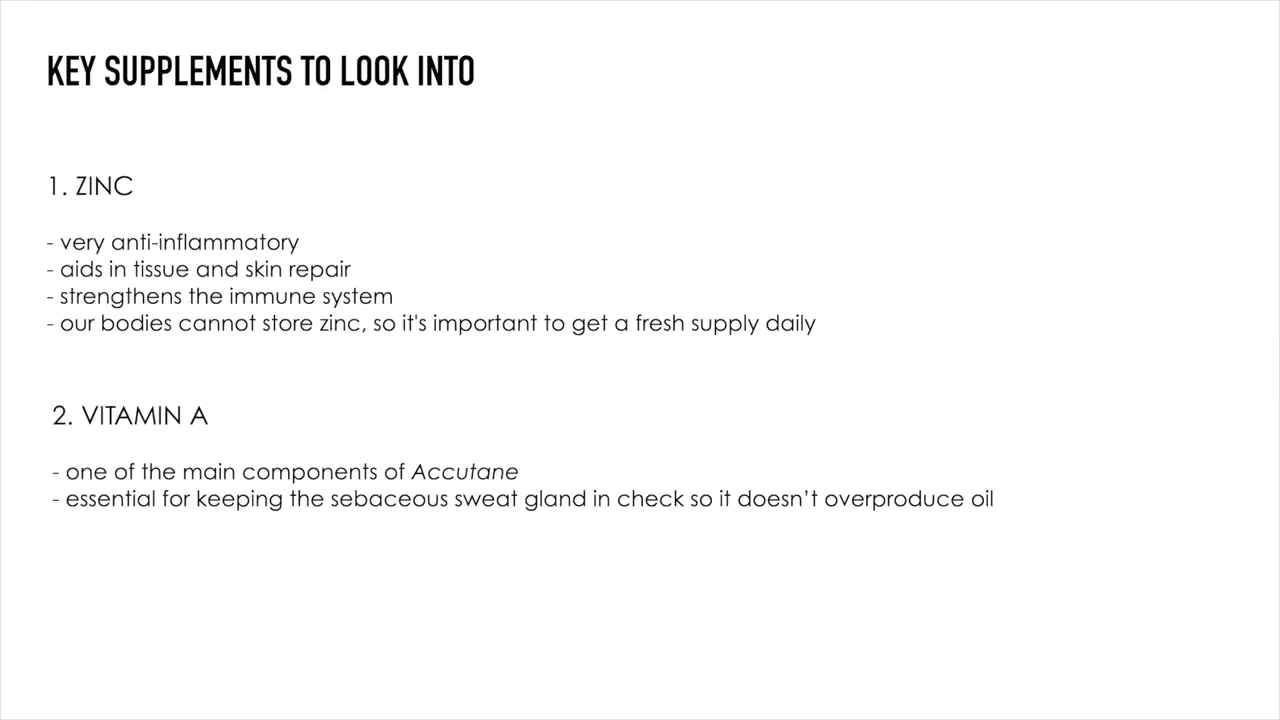 KEY SUPPLEMENTS TO LOOK INTO
1. ZINC
- very anti-inflammatory
- aids in tissue and skin repair
- strengthens the immune system
- our bodies cannot store zinc, so it's important to get a fresh supply daily
2. VITAMIN A
- one of the main components of Accutane
- essential for keeping the sebaceous sweat gland in check so it doesn’t overproduce oil